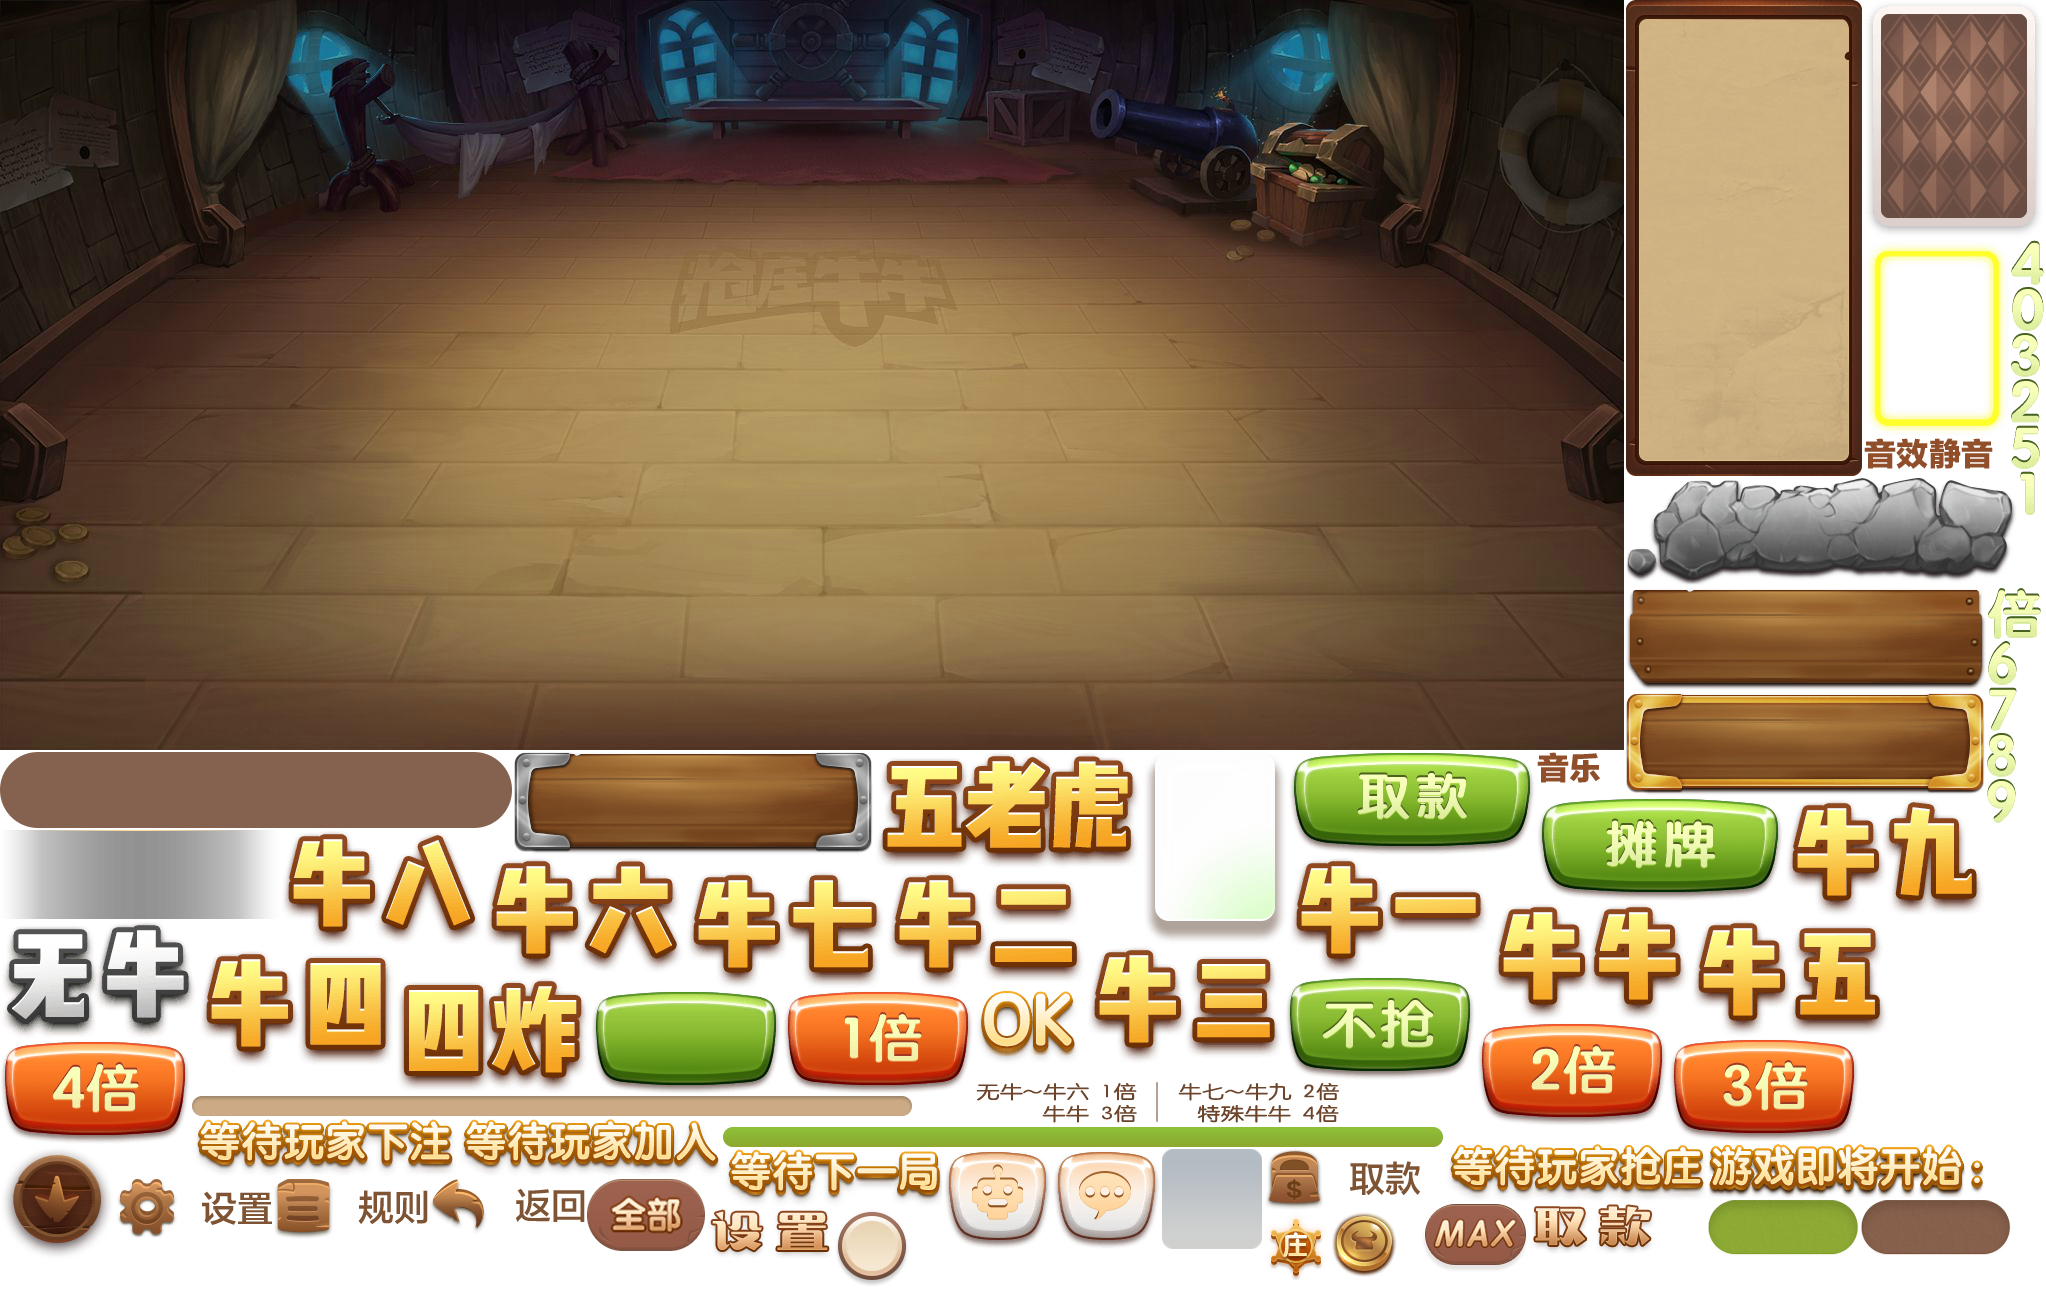 抢庄牛牛
4
0
3
2
5
1
音效静音
倍
6
7
8
9
五老虎
取款
音乐
摊牌
牛九
牛八
牛六
牛七
牛二
牛一
牛牛
牛五
无牛
牛四
四炸
1倍
OK
牛三
不抢
2倍
3倍
4倍
无牛~牛六 1倍 | 牛七~牛九 2倍
牛牛 3倍 | 特殊牛牛 4倍
等待玩家下注
等待玩家加入
等待下一局
等待玩家抢庄
游戏即将开始：
设置
规则
返回
全部
设置
$
取款
庄
MAX
取款